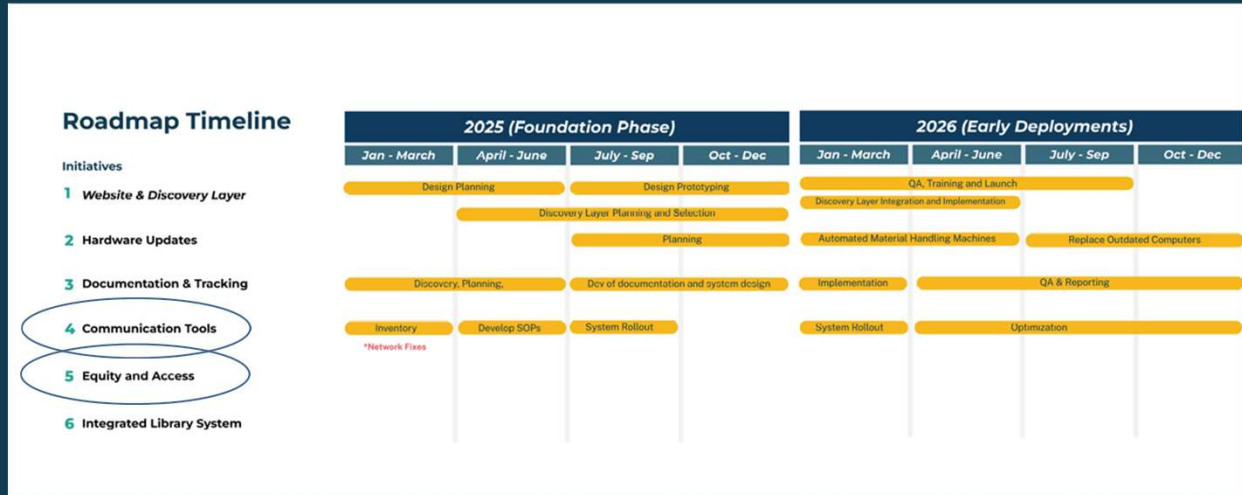 Roadmap Timeline
2025 (Foundation Phase)
2026 (Early Deployments)
Jan - March
April - June
July - Sep
Oct - Dec
Jan - March
April - June
July - Sep
Oct - Dec
Initiatives
1 Website & Discovery Layer
Design Planning
Design Prototyping
QA, Training and Launch
Discovery Layer Planning and Selection
Discovery Layer Integration and Implementation
2 Hardware Updates
Planning
Automated Material Handling Machines
Replace Outdated Computers
3 Documentation & Tracking
Discovery, Planning,
Dev of documentation and system design
Implementation
QA & Reporting
4 Communication Tools
Inventory
Develop SOPs
System Rollout
System Rollout
Optimization
*Network Fixes
5 Equity and Access
6 Integrated Library System